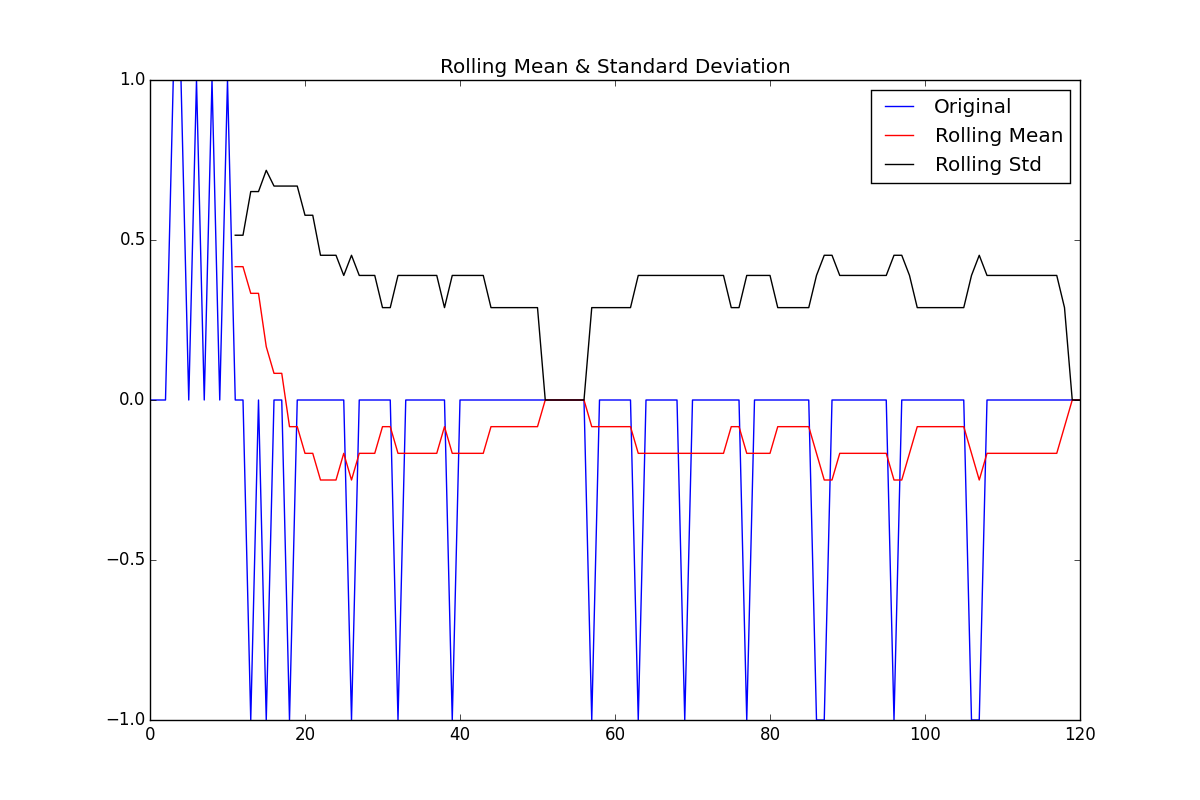 Rolling Mean & Standard Deviation
1.0
0.5
0.0
−0.5
−1.0
0 20 40 60 80 100 120
Original
Rolling Mean
Rolling Std